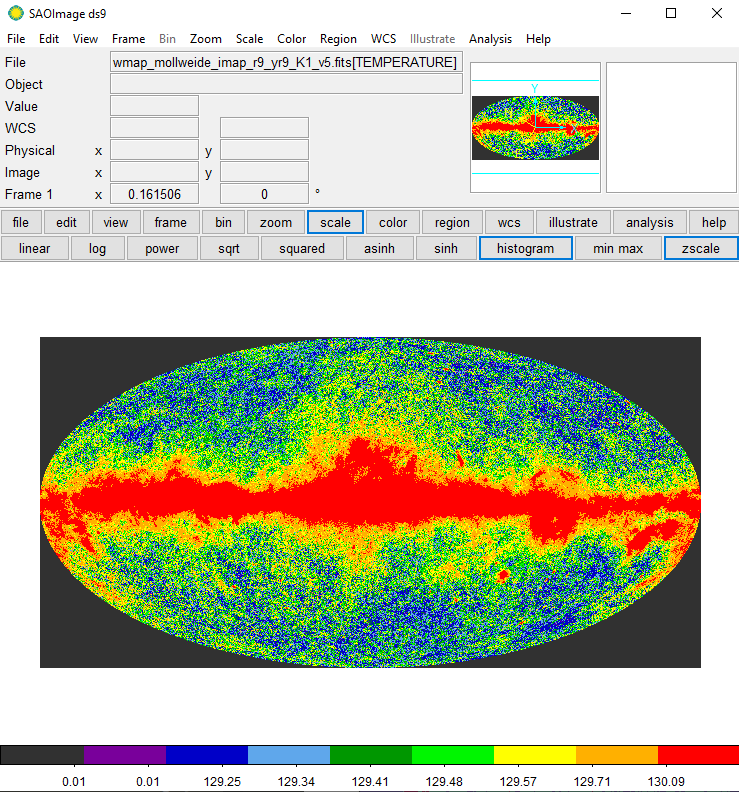 SAOImage ds9
File Edit View Frame Bin Zoom Scale Color Region WCS Illustrate Analysis Help
File wmap_mollweide_imap_r9_yr9_K1_v5.fits[TEMPERATURE]
Object
Value
WCS
Physical x y
Image x y
Frame 1 x 0.161506 0 °
Y
file edit view frame bin zoom scale color region wcs illustrate analysis help
linear log power sqrt squared asinh sinh histogram min max zscale
0.01 0.01 129.25 129.34 129.41 129.48 129.57 129.71 130.09